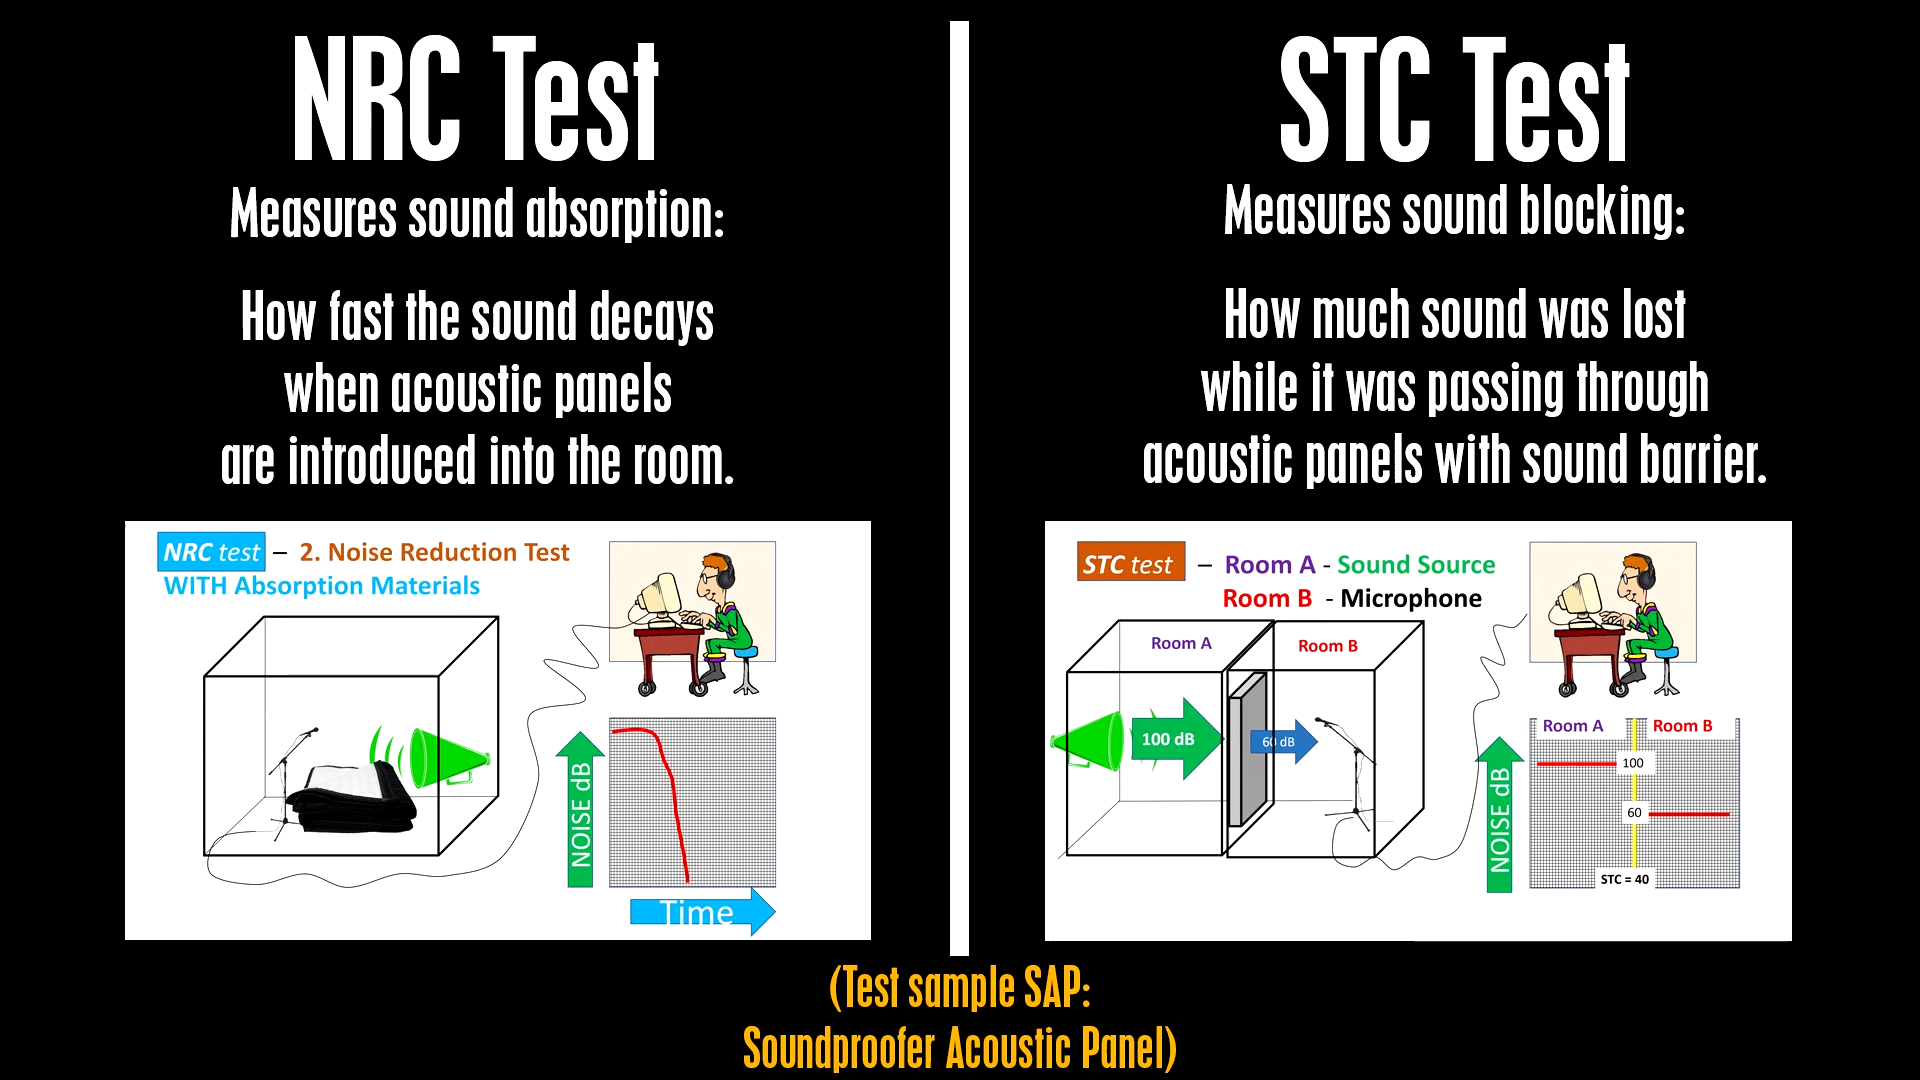 NRC Test
Measures sound absorption:
How fast the sound decays
when acoustic panels
are introduced into the room.
NRC test – 2. Noise Reduction Test
WITH Absorption Materials
NOISE dB
Time
STC Test
Measures sound blocking:
How much sound was lost
while it was passing through
acoustic panels with sound barrier.
STC test – Room A - Sound Source
Room B - Microphone
Room A
Room B
100 dB
60 dB
NOISE dB
Room A
Room B
100
60
STC = 40
(Test sample SAP:
Soundproofer Acoustic Panel)